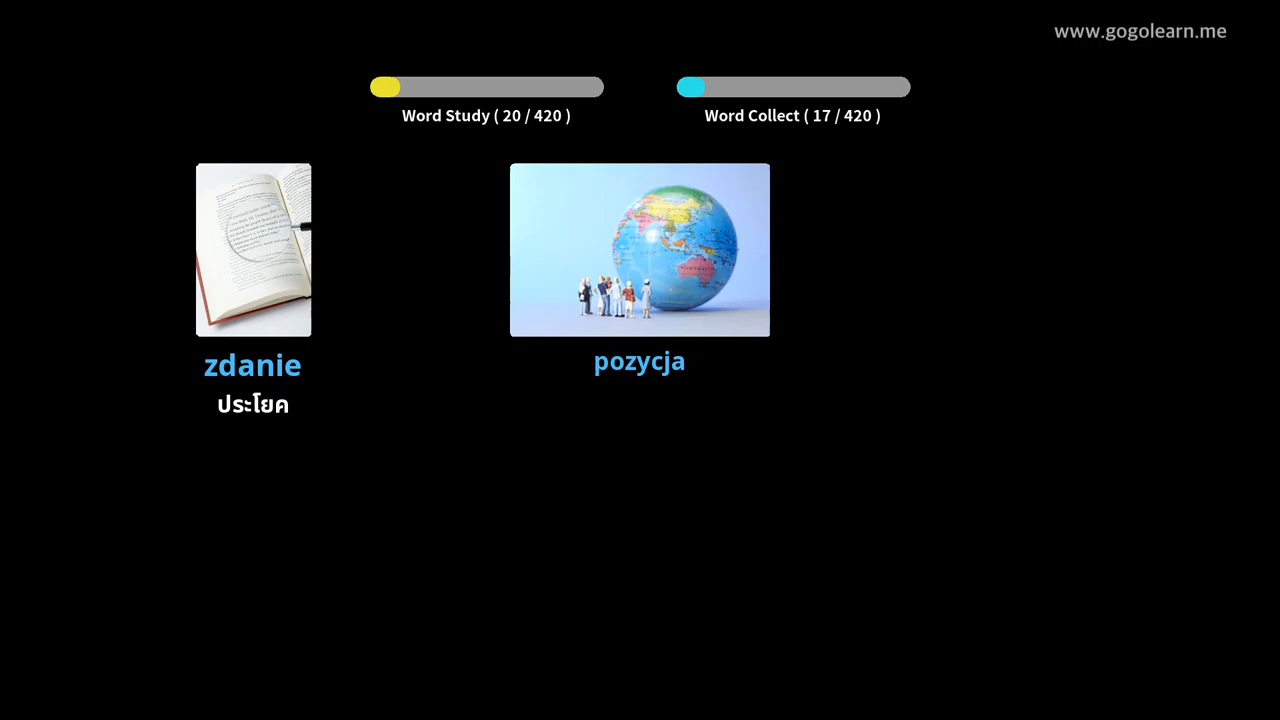 www.gogolearn.me
Word Study ( 20 / 420 )
Word Collect ( 17 / 420 )
zdanie
ประโยค
pozycja